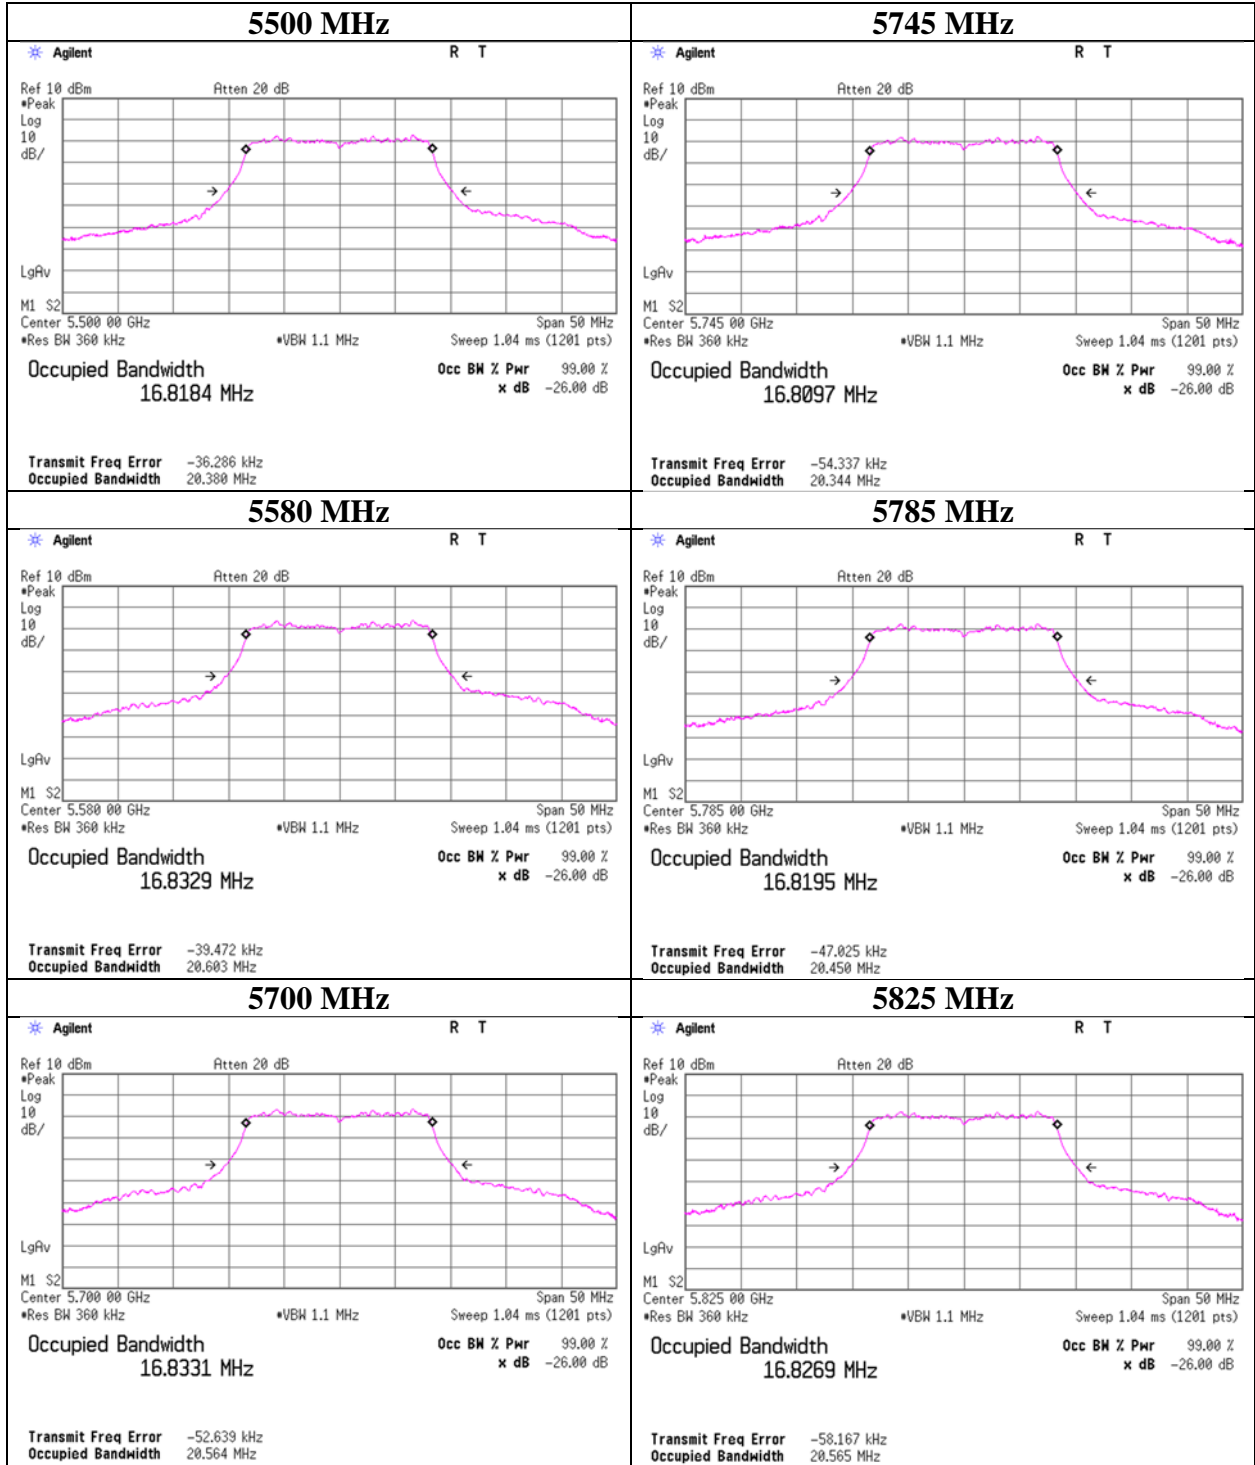 5500 MHz
Agilent R T
Ref 10 dBm Atten 20 dB
*Peak
Log
10
dB/
LgAv
M1 S2
Center 5.500 00 GHz Span 50 MHz
*Res BW 360 kHz *VBW 1.1 MHz Sweep 1.04 ms (1201 pts)
Occupied Bandwidth Occ BW % Pwr 99.00 %
16.8184 MHz x dB -26.00 dB
Transmit Freq Error -36.286 kHz
Occupied Bandwidth 20.380 MHz
5745 MHz
Agilent R T
Ref 10 dBm Atten 20 dB
*Peak
Log
10
dB/
LgAv
M1 S2
Center 5.745 00 GHz Span 50 MHz
*Res BW 360 kHz *VBW 1.1 MHz Sweep 1.04 ms (1201 pts)
Occupied Bandwidth Occ BW % Pwr 99.00 %
16.8097 MHz x dB -26.00 dB
Transmit Freq Error -54.337 kHz
Occupied Bandwidth 20.344 MHz
5580 MHz
Agilent R T
Ref 10 dBm Atten 20 dB
*Peak
Log
10
dB/
LgAv
M1 S2
Center 5.580 00 GHz Span 50 MHz
*Res BW 360 kHz *VBW 1.1 MHz Sweep 1.04 ms (1201 pts)
Occupied Bandwidth Occ BW % Pwr 99.00 %
16.8329 MHz x dB -26.00 dB
Transmit Freq Error -39.472 kHz
Occupied Bandwidth 20.603 MHz
5785 MHz
Agilent R T
Ref 10 dBm Atten 20 dB
*Peak
Log
10
dB/
LgAv
M1 S2
Center 5.785 00 GHz Span 50 MHz
*Res BW 360 kHz *VBW 1.1 MHz Sweep 1.04 ms (1201 pts)
Occupied Bandwidth Occ BW % Pwr 99.00 %
16.8195 MHz x dB -26.00 dB
Transmit Freq Error -47.025 kHz
Occupied Bandwidth 20.450 MHz
5700 MHz
Agilent R T
Ref 10 dBm Atten 20 dB
*Peak
Log
10
dB/
LgAv
M1 S2
Center 5.700 00 GHz Span 50 MHz
*Res BW 360 kHz *VBW 1.1 MHz Sweep 1.04 ms (1201 pts)
Occupied Bandwidth Occ BW % Pwr 99.00 %
16.8331 MHz x dB -26.00 dB
Transmit Freq Error -52.639 kHz
Occupied Bandwidth 20.564 MHz
5825 MHz
Agilent R T
Ref 10 dBm Atten 20 dB
*Peak
Log
10
dB/
LgAv
M1 S2
Center 5.825 00 GHz Span 50 MHz
*Res BW 360 kHz *VBW 1.1 MHz Sweep 1.04 ms (1201 pts)
Occupied Bandwidth Occ BW % Pwr 99.00 %
16.8269 MHz x dB -26.00 dB
Transmit Freq Error -58.167 kHz
Occupied Bandwidth 20.565 MHz